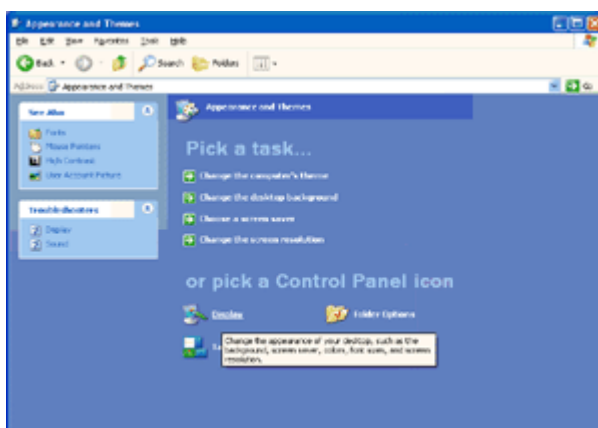 Appearance and Themes
File Edit View Favorites Tools Help
Back Search Folders
Address Appearance and Themes Go
See Also
Fonts
Mouse Pointers
High Contrast
User Account Picture
Troubleshooters
Display
Sound
Appearance and Themes
Pick a task...
Change the computer's theme
Change the desktop background
Choose a screen saver
Change the screen resolution
or pick a Control Panel icon
Display Folder Options
Change the appearance of your desktop, such as the
background, screen saver, colors, font sizes, and screen
resolution.